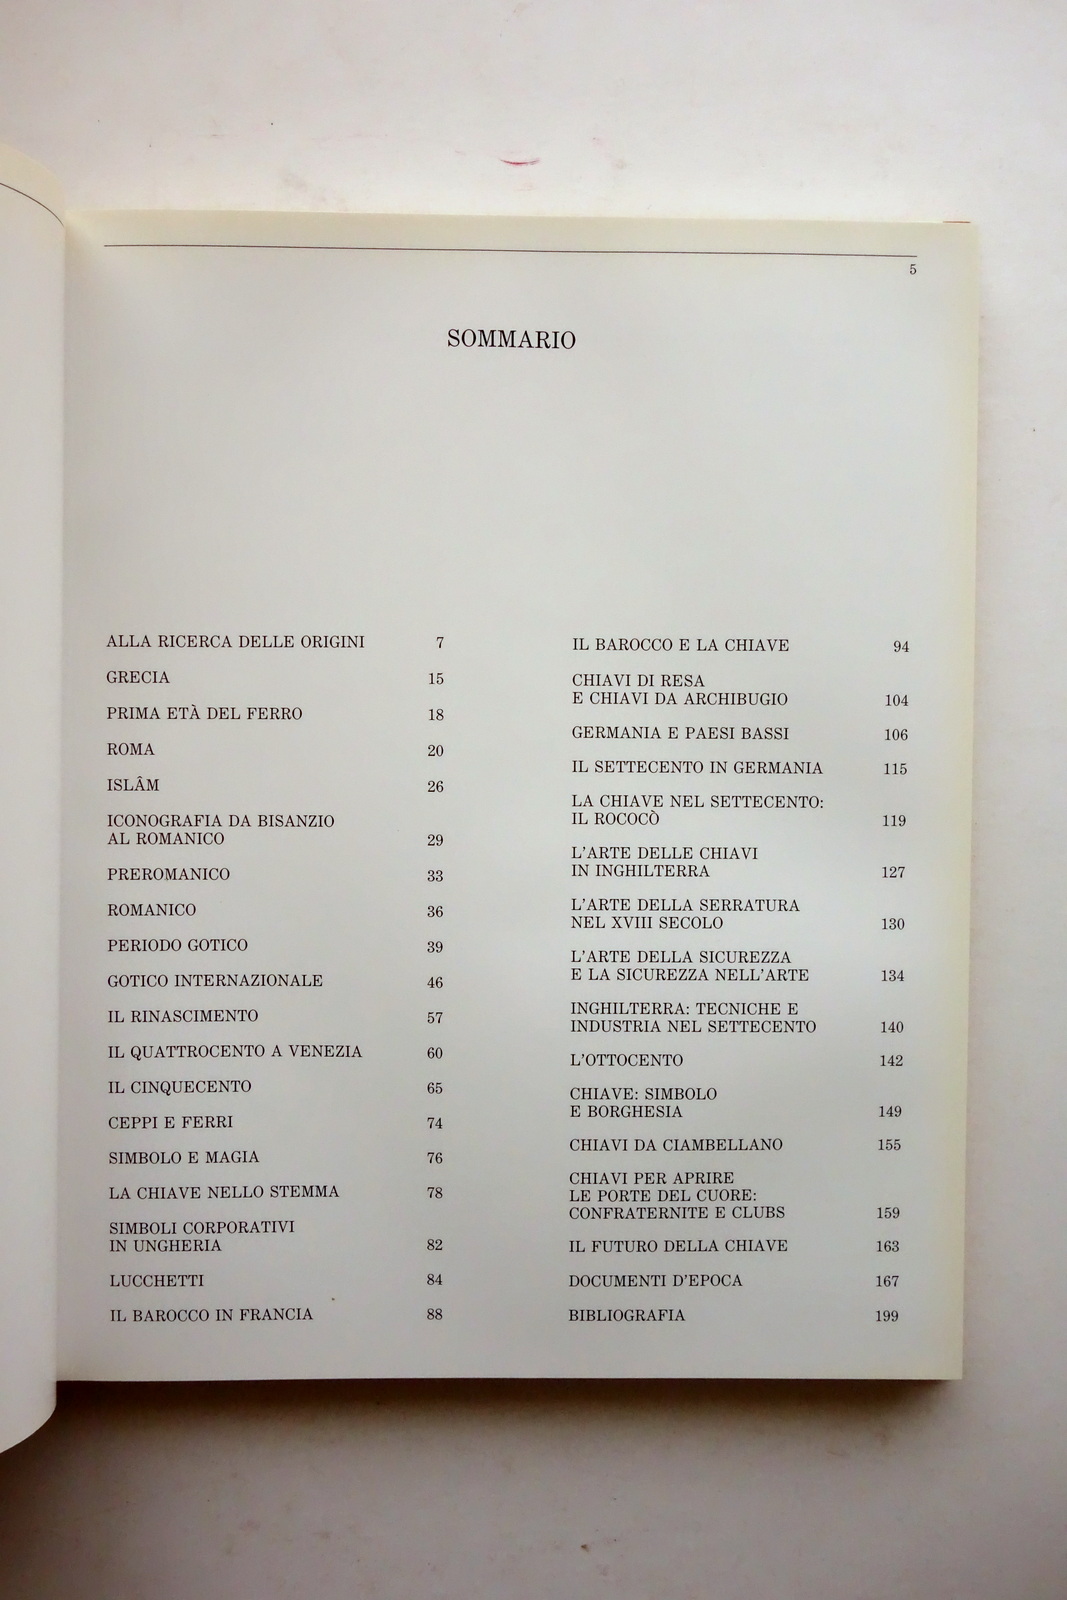 5
SOMMARIO
ALLA RICERCA DELLE ORIGINI 7
GRECIA 15
PRIMA ETÀ DEL FERRO 18
ROMA 20
ISLÂM 26
ICONOGRAFIA DA BISANZIO
AL ROMANICO 29
PREROMANICO 33
ROMANICO 36
PERIODO GOTICO 39
GOTICO INTERNAZIONALE 46
IL RINASCIMENTO 57
IL QUATTROCENTO A VENEZIA 60
IL CINQUECENTO 65
CEPPI E FERRI 74
SIMBOLO E MAGIA 76
LA CHIAVE NELLO STEMMA 78
SIMBOLI CORPORATIVI
IN UNGHERIA 82
LUCCHETTI 84
IL BAROCCO IN FRANCIA 88
IL BAROCCO E LA CHIAVE 94
CHIAVI DI RESA
E CHIAVI DA ARCHIBUGIO 104
GERMANIA E PAESI BASSI 106
IL SETTECENTO IN GERMANIA 115
LA CHIAVE NEL SETTECENTO:
IL ROCOCÒ 119
L'ARTE DELLE CHIAVI
IN INGHILTERRA 127
L'ARTE DELLA SERRATURA
NEL XVIII SECOLO 130
L'ARTE DELLA SICUREZZA
E LA SICUREZZA NELL'ARTE 134
INGHILTERRA: TECNICHE E
INDUSTRIA NEL SETTECENTO 140
L'OTTOCENTO 142
CHIAVE: SIMBOLO
E BORGHESIA 149
CHIAVI DA CIAMBELLANO 155
CHIAVI PER APRIRE
LE PORTE DEL CUORE:
CONFRATERNITE E CLUBS 159
IL FUTURO DELLA CHIAVE 163
DOCUMENTI D'EPOCA 167
BIBLIOGRAFIA 199